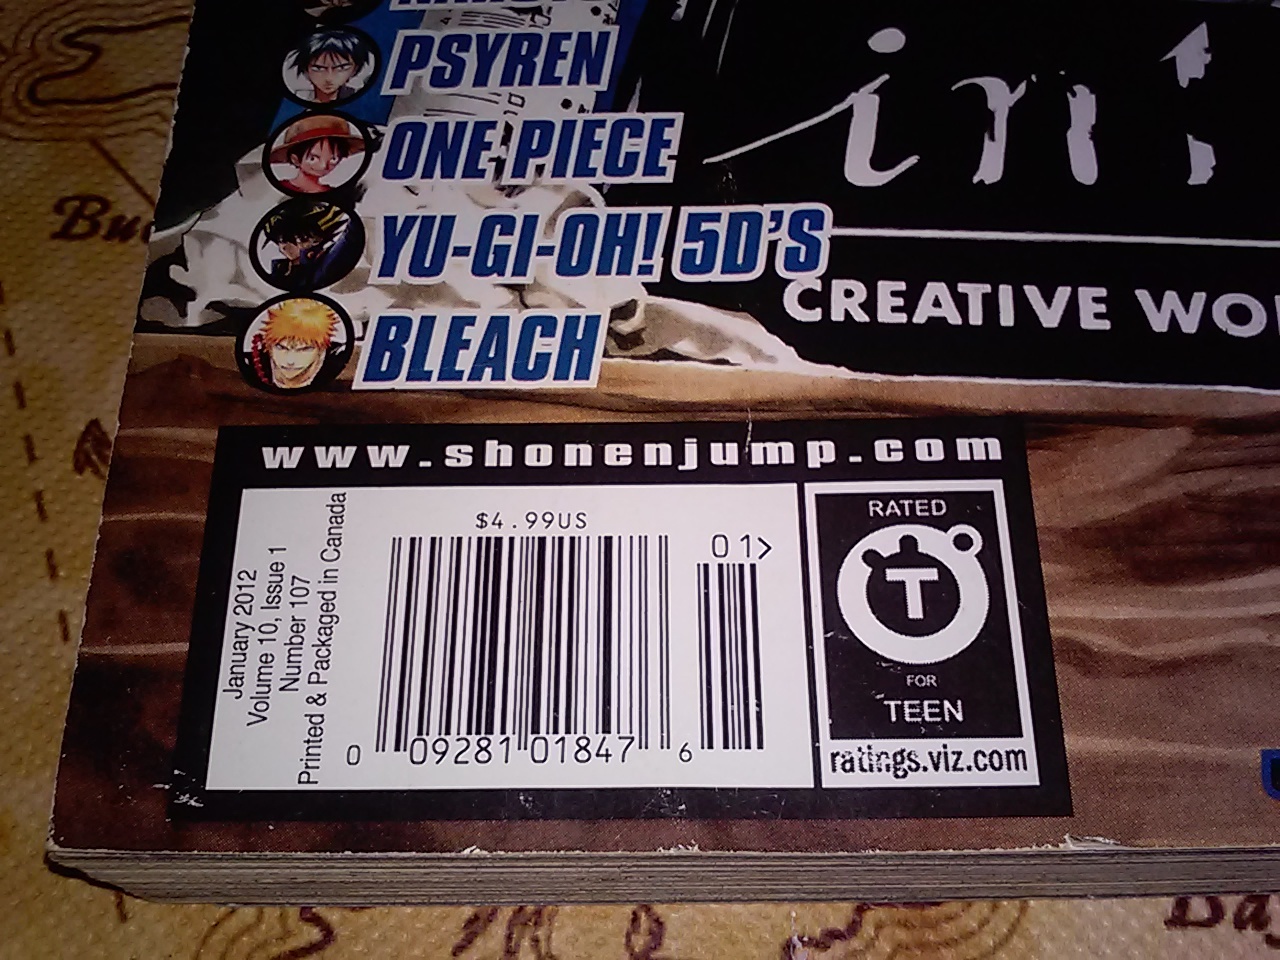 PSYREN
ONE PIECE
YU-GI-OH! 5D'S
BLEACH
CREATIVE
www.shonenjump.com
January 2012
Volume 10, Issue 1
Number 107
Printed & Packaged in Canada
$4.99US
01>
0 09281 01847 6
RATED
T
FOR
TEEN
ratings.viz.com